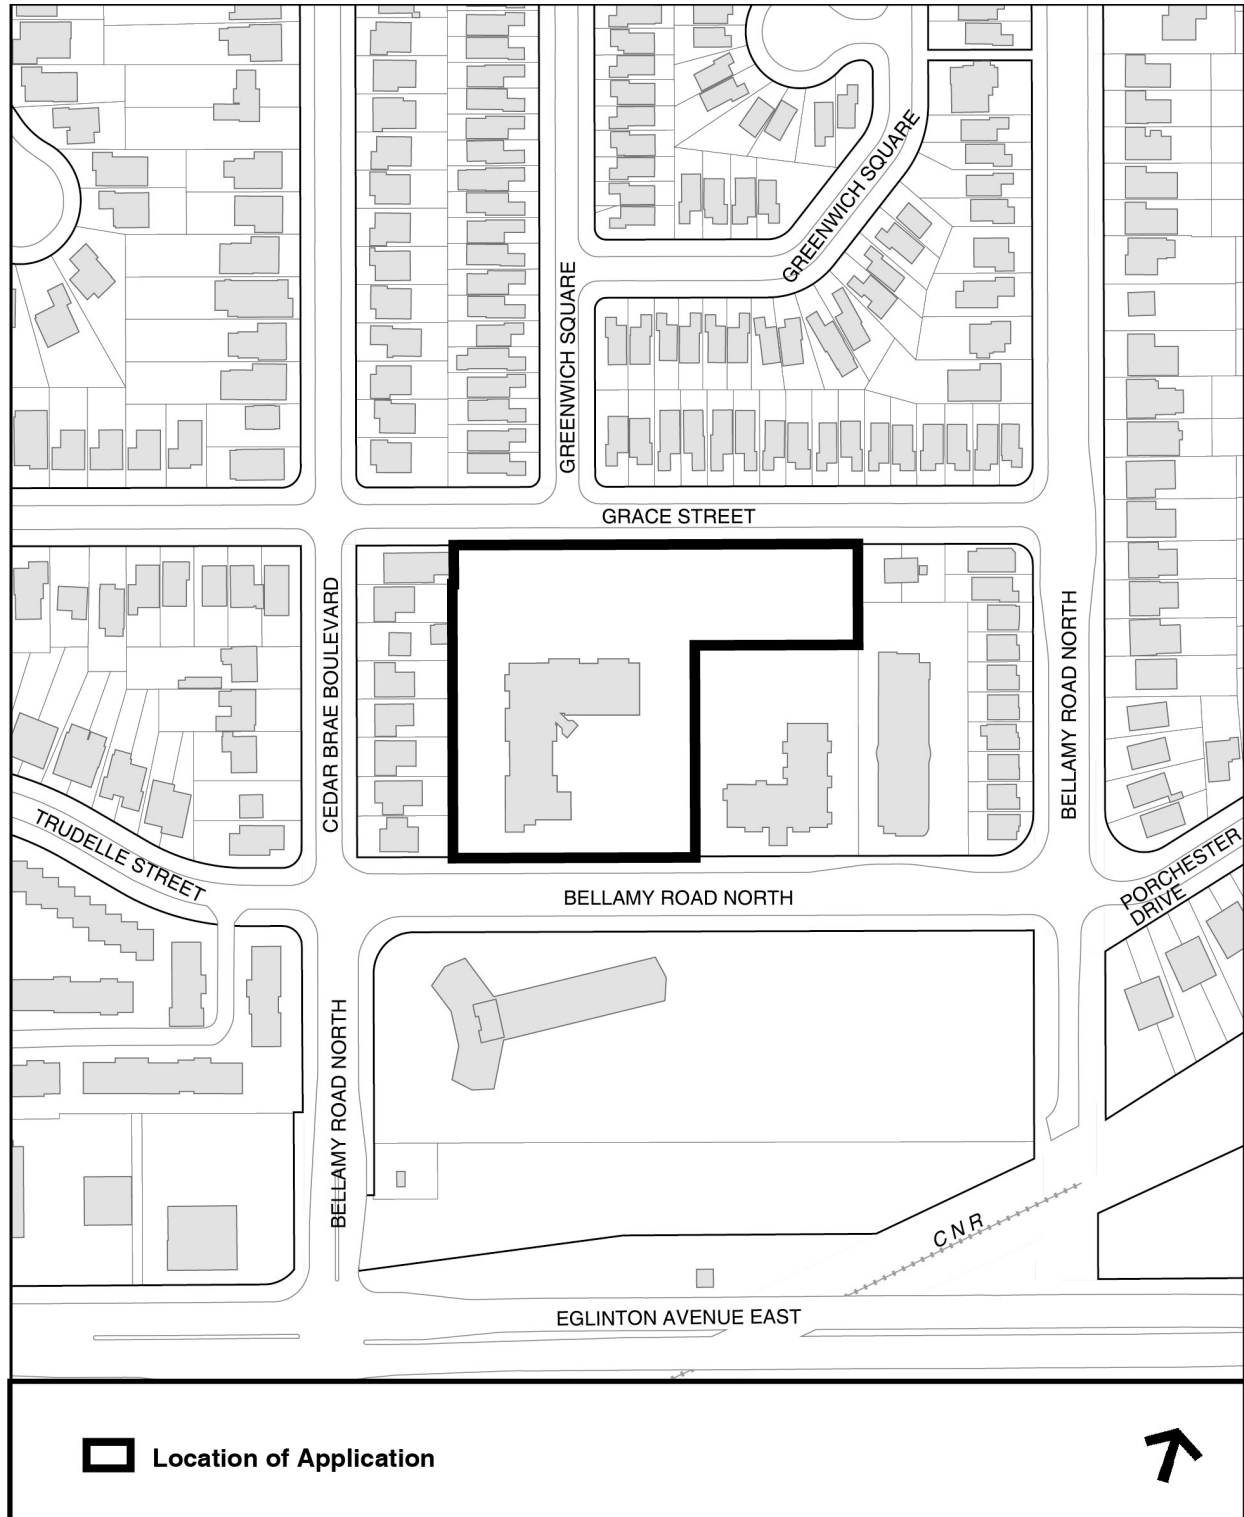 GREENWICH SQUARE
GREENWICH SQUARE
GRACE STREET
CEDAR BRAE BOULEVARD
BELLAMY ROAD NORTH
TRUDELLE STREET
PORCHESTER
DRIVE
BELLAMY ROAD NORTH
BELLAMY ROAD NORTH
CNR
EGLINTON AVENUE EAST
Location of Application